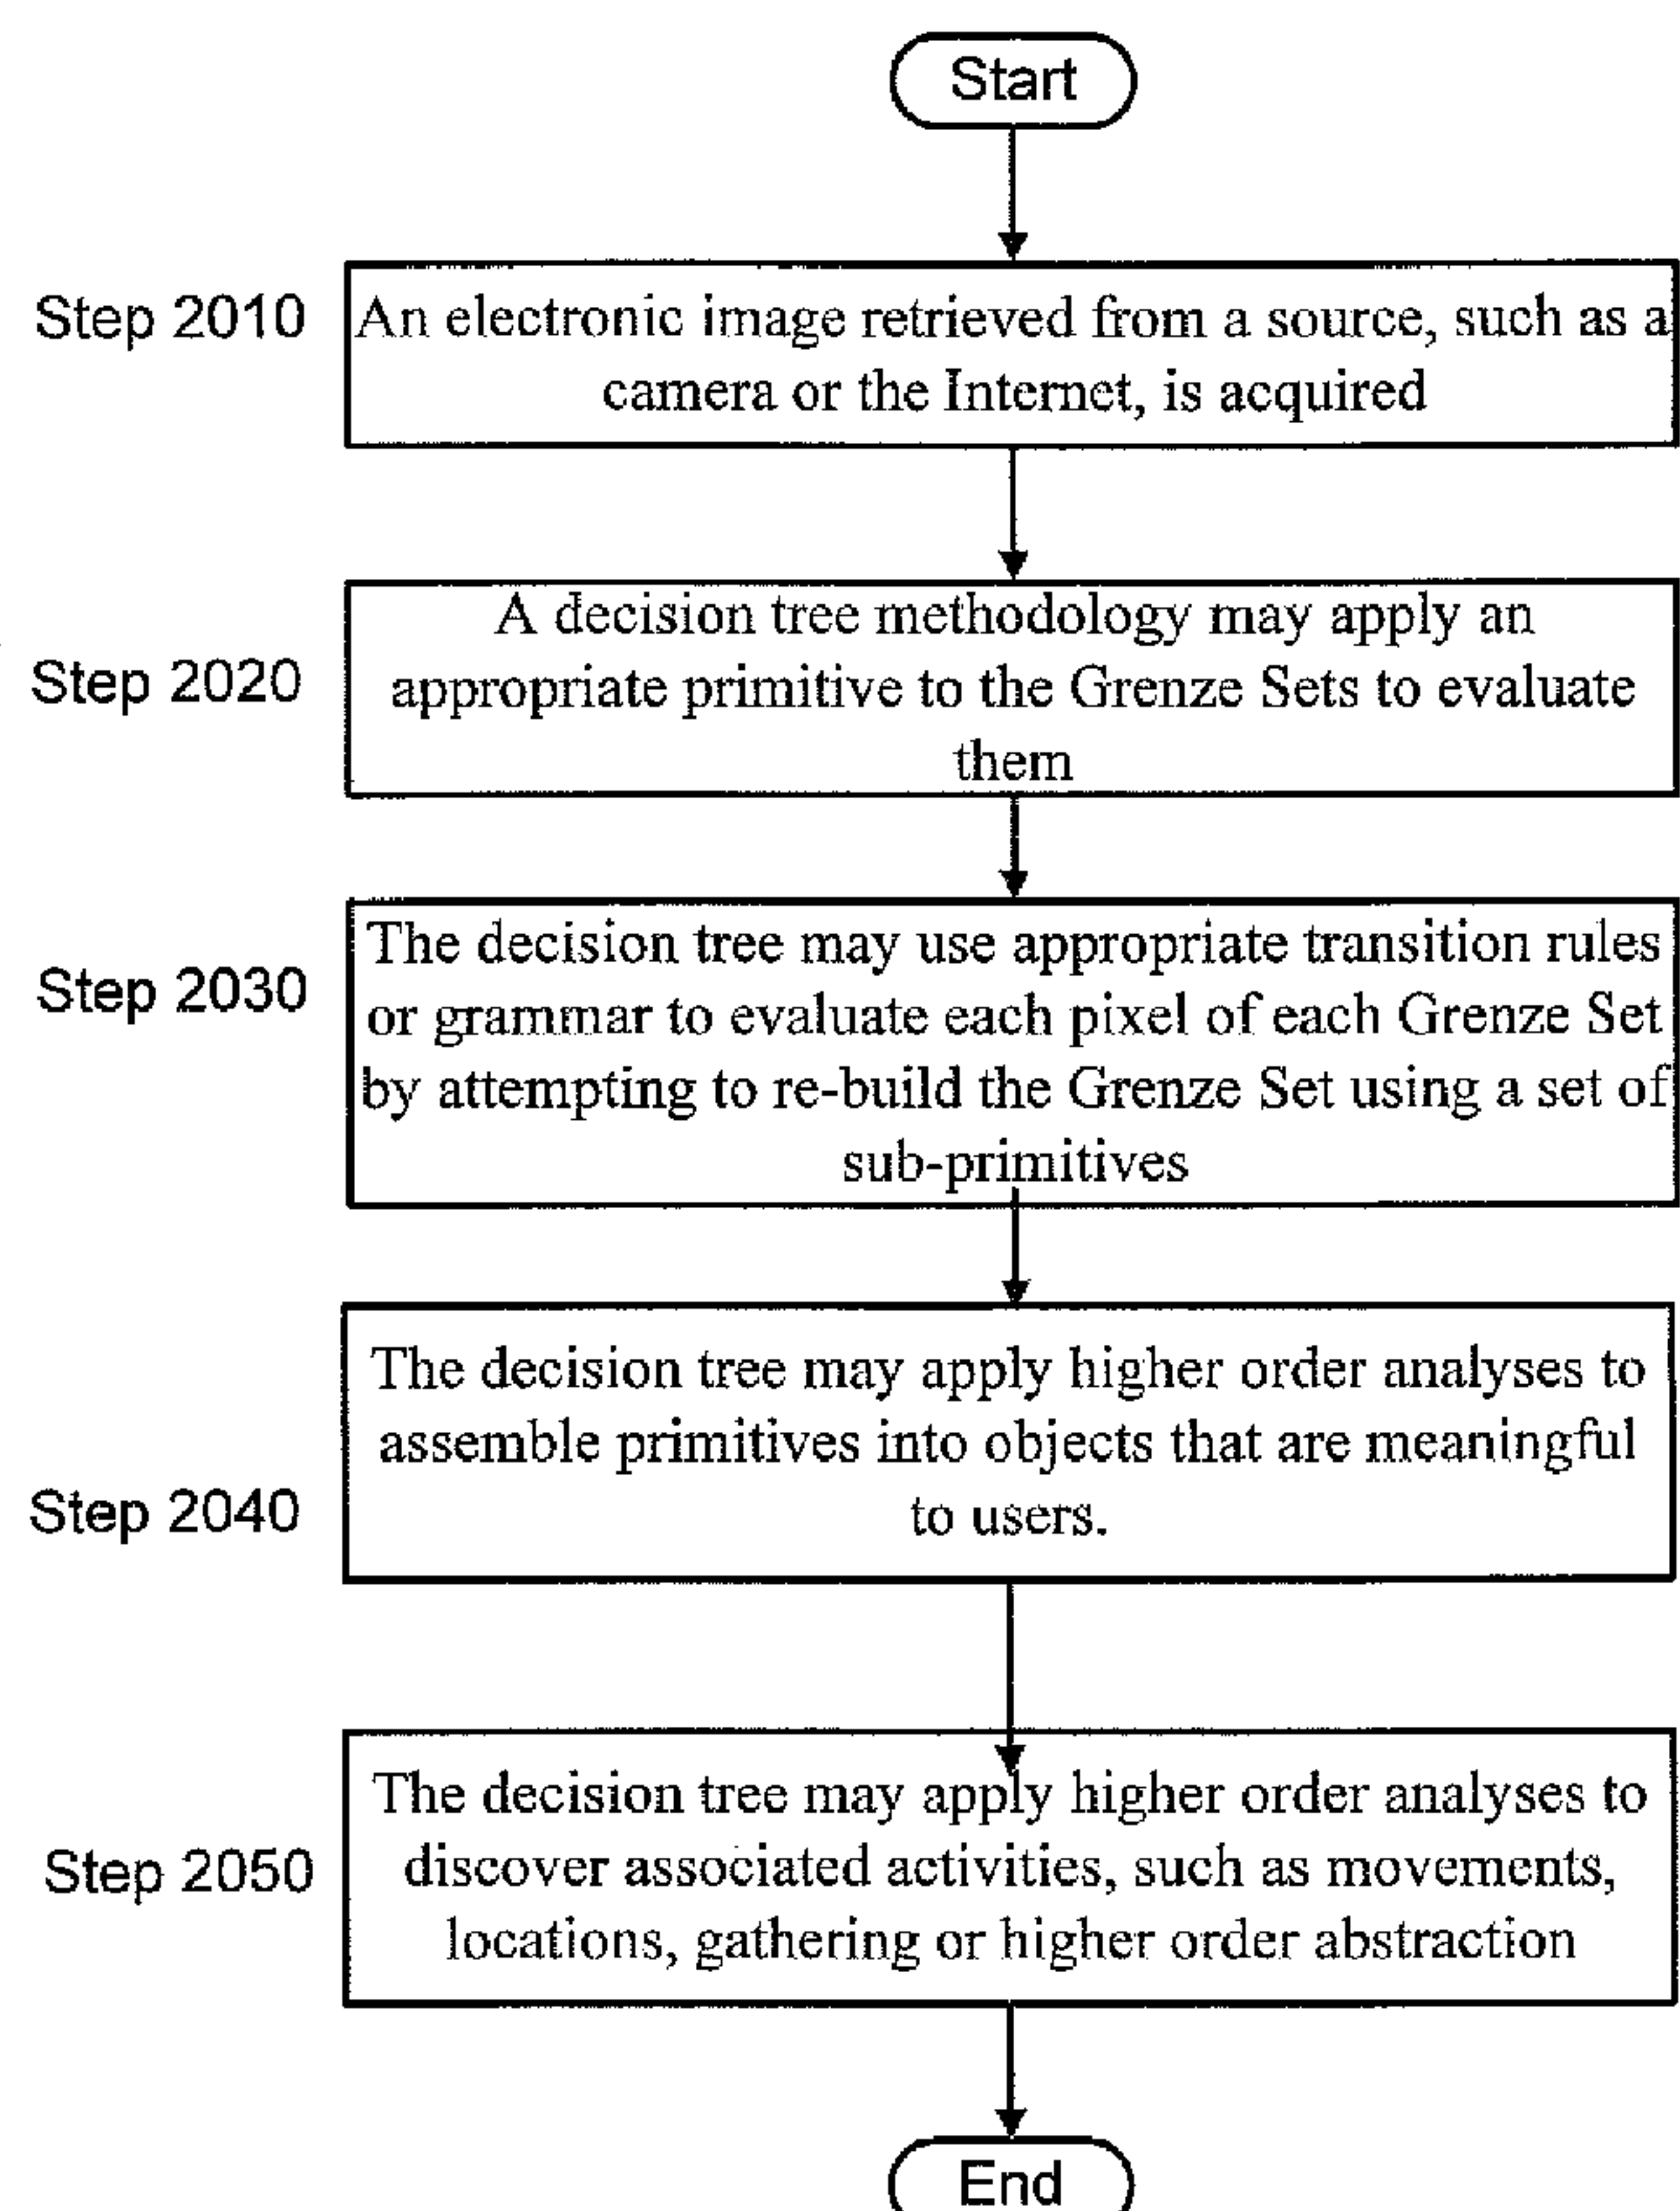 Start
Step 2010
An electronic image retrieved from a source, such as a
camera or the Internet, is acquired
Step 2020
A decision tree methodology may apply an
appropriate primitive to the Grenze Sets to evaluate
them
Step 2030
The decision tree may use appropriate transition rules
or grammar to evaluate each pixel of each Grenze Set
by attempting to re-build the Grenze Set using a set of
sub-primitives
Step 2040
The decision tree may apply higher order analyses to
assemble primitives into objects that are meaningful
to users.
Step 2050
The decision tree may apply higher order analyses to
discover associated activities, such as movements,
locations, gathering or higher order abstraction
End